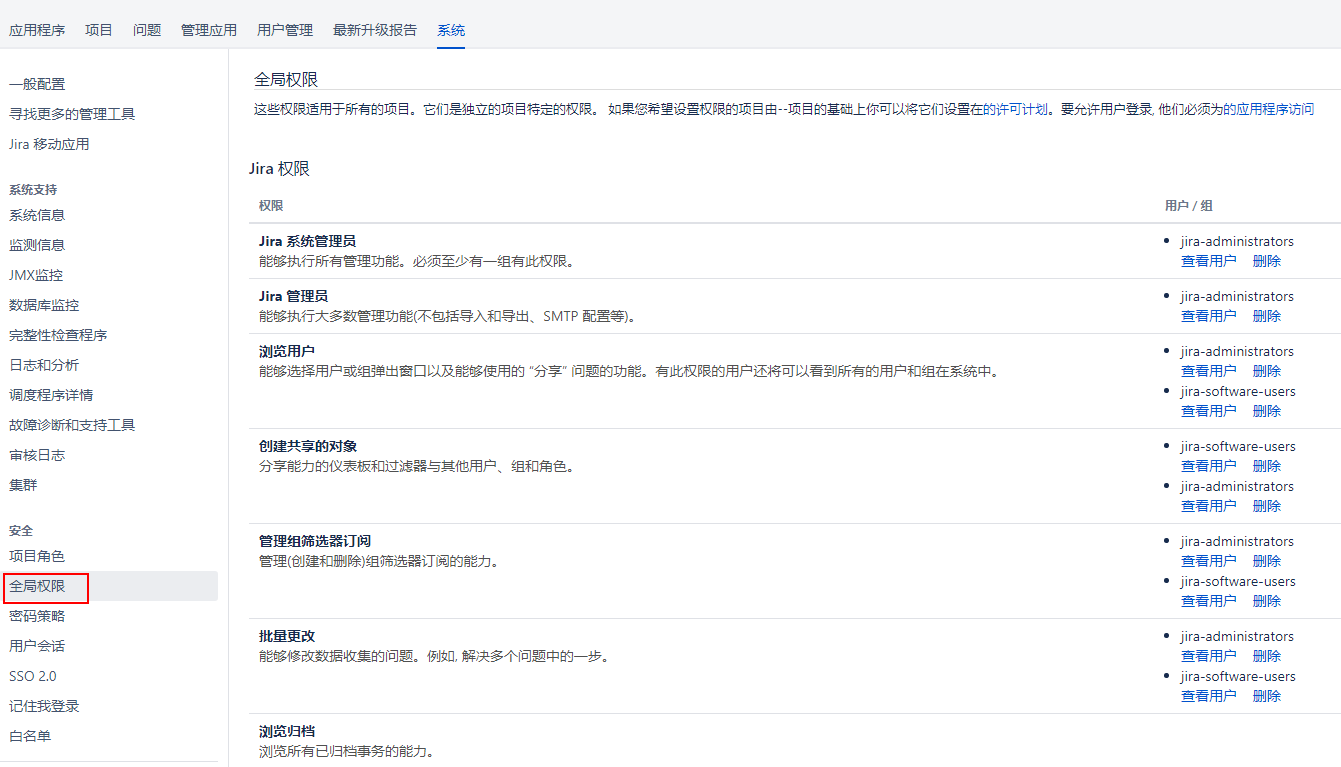 应用程序 项目 问题 管理应用 用户管理 最新升级报告 系统
一般配置
寻找更多的管理工具
Jira 移动应用
系统支持
系统信息
监测信息
JMX监控
数据库监控
完整性检查程序
日志和分析
调度程序详情
故障诊断和支持工具
审核日志
集群
安全
项目角色
全局权限
密码策略
用户会话
SSO 2.0
记住我登录
白名单
全局权限
这些权限适用于所有的项目。它们是独立的项目特定的权限。 如果您希望设置权限的项目由--项目的基础上你可以将它们设置在的许可计划。要允许用户登录, 他们必须为的应用程序访问
Jira 权限
权限 用户 / 组
Jira 系统管理员
能够执行所有管理功能。必须至少有一组有此权限。
jira-administrators
查看用户 删除
Jira 管理员
能够执行大多数管理功能(不包括导入和导出、SMTP 配置等)。
jira-administrators
查看用户 删除
浏览用户
能够选择用户或组弹出窗口以及能够使用的 “分享” 问题的功能。有此权限的用户还将可以看到所有的用户和组在系统中。
jira-administrators
查看用户 删除
jira-software-users
查看用户 删除
创建共享的对象
分享能力的仪表板和过滤器与其他用户、组和角色。
jira-software-users
查看用户 删除
jira-administrators
查看用户 删除
管理组筛选器订阅
管理(创建和删除)组筛选器订阅的能力。
jira-administrators
查看用户 删除
jira-software-users
查看用户 删除
批量更改
能够修改数据收集的问题。例如, 解决多个问题中的一步。
jira-administrators
查看用户 删除
jira-software-users
查看用户 删除
浏览归档
浏览所有已归档事务的能力。